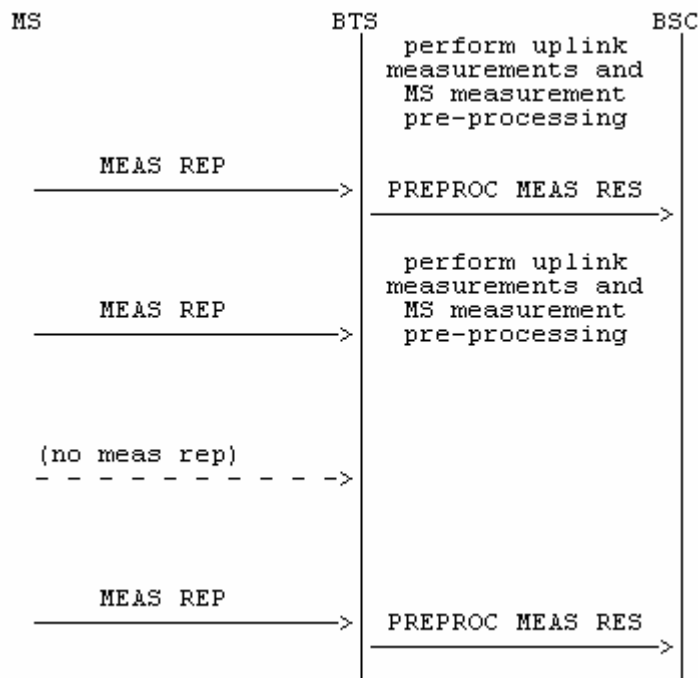 MS BTS BSC
perform uplink
measurements and
MS measurement
pre-processing
MEAS REP
PREPROC MEAS RES
perform uplink
measurements and
MS measurement
pre-processing
MEAS REP
(no meas rep)
MEAS REP
PREPROC MEAS RES